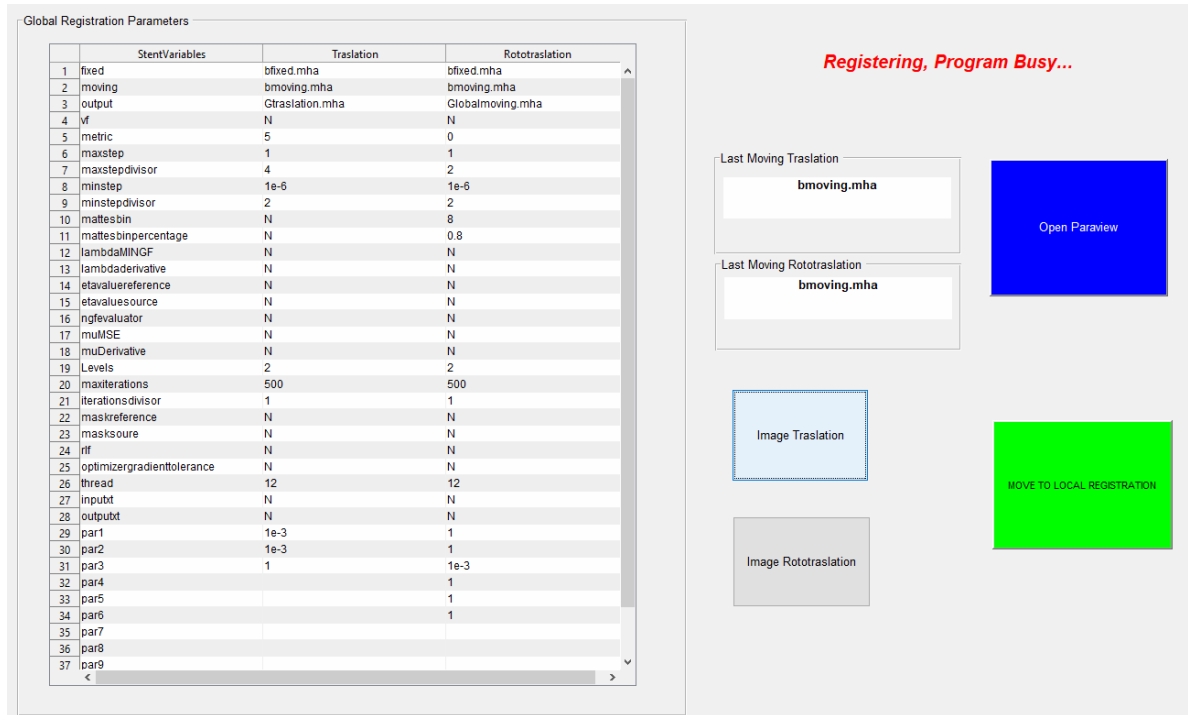 Global Registration Parameters
StentVariables Traslation Rototraslation
1 fixed bfixed.mha bfixed.mha
2 moving bmoving.mha bmoving.mha
3 output Gtraslation.mha Globalmoving.mha
4 vf N N
5 metric 5 0
6 maxstep 1 1
7 maxstepdivisor 4 2
8 minstep 1e-6 1e-6
9 minstepdivisor 2 2
10 mattesbin N 8
11 mattesbinpercentage N 0.8
12 lambdaMINGF N N
13 lambdaderivative N N
14 etavaluereference N N
15 etavaluesource N N
16 ngfevaluator N N
17 muMSE N N
18 muDerivative N N
19 Levels 2 2
20 maxiterations 500 500
21 iterationsdivisor 1 1
22 maskreference N N
23 masksoure N N
24 rlf N N
25 optimizergradienttolerance N N
26 thread 12 12
27 inputxt N N
28 outputxt N N
29 par1 1e-3 1
30 par2 1e-3 1
31 par3 1 1e-3
32 par4 1
33 par5 1
34 par6 1
35 par7
36 par8
37 par9
Registering, Program Busy...
Last Moving Traslation
bmoving.mha
Last Moving Rototraslation
bmoving.mha
Open Paraview
Image Traslation
MOVE TO LOCAL REGISTRATION
Image Rototraslation